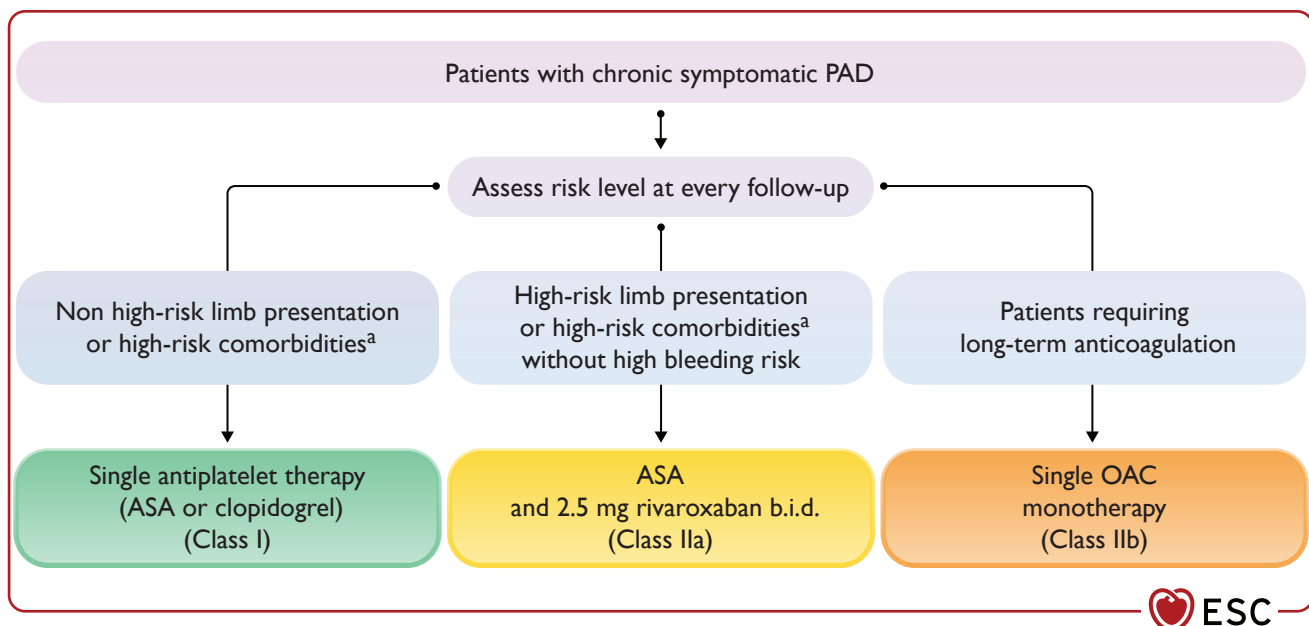 Patients with chronic symptomatic PAD
Assess risk level at every follow-up
Non high-risk limb presentation
or high-risk comorbiditiesᵃ
High-risk limb presentation
or high-risk comorbiditiesᵃ
without high bleeding risk
Patients requiring
long-term anticoagulation
Single antiplatelet therapy
(ASA or clopidogrel)
(Class I)
ASA
and 2.5 mg rivaroxaban b.i.d.
(Class IIa)
Single OAC
monotherapy
(Class IIb)
ESC